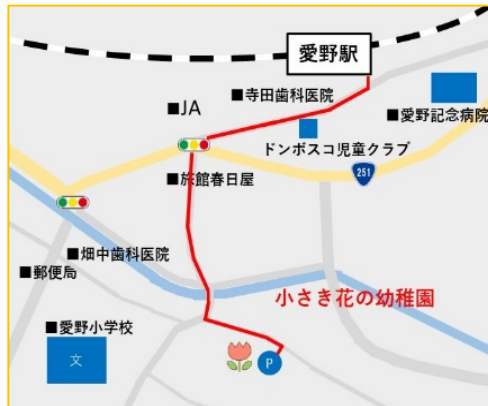 愛野駅
■寺田歯科医院
■JA
■愛野記念病院
ドンボスコ児童クラブ
251
■旅館春日屋
■畑中歯科医院
■郵便局
小さき花の幼稚園
■愛野小学校
文
P